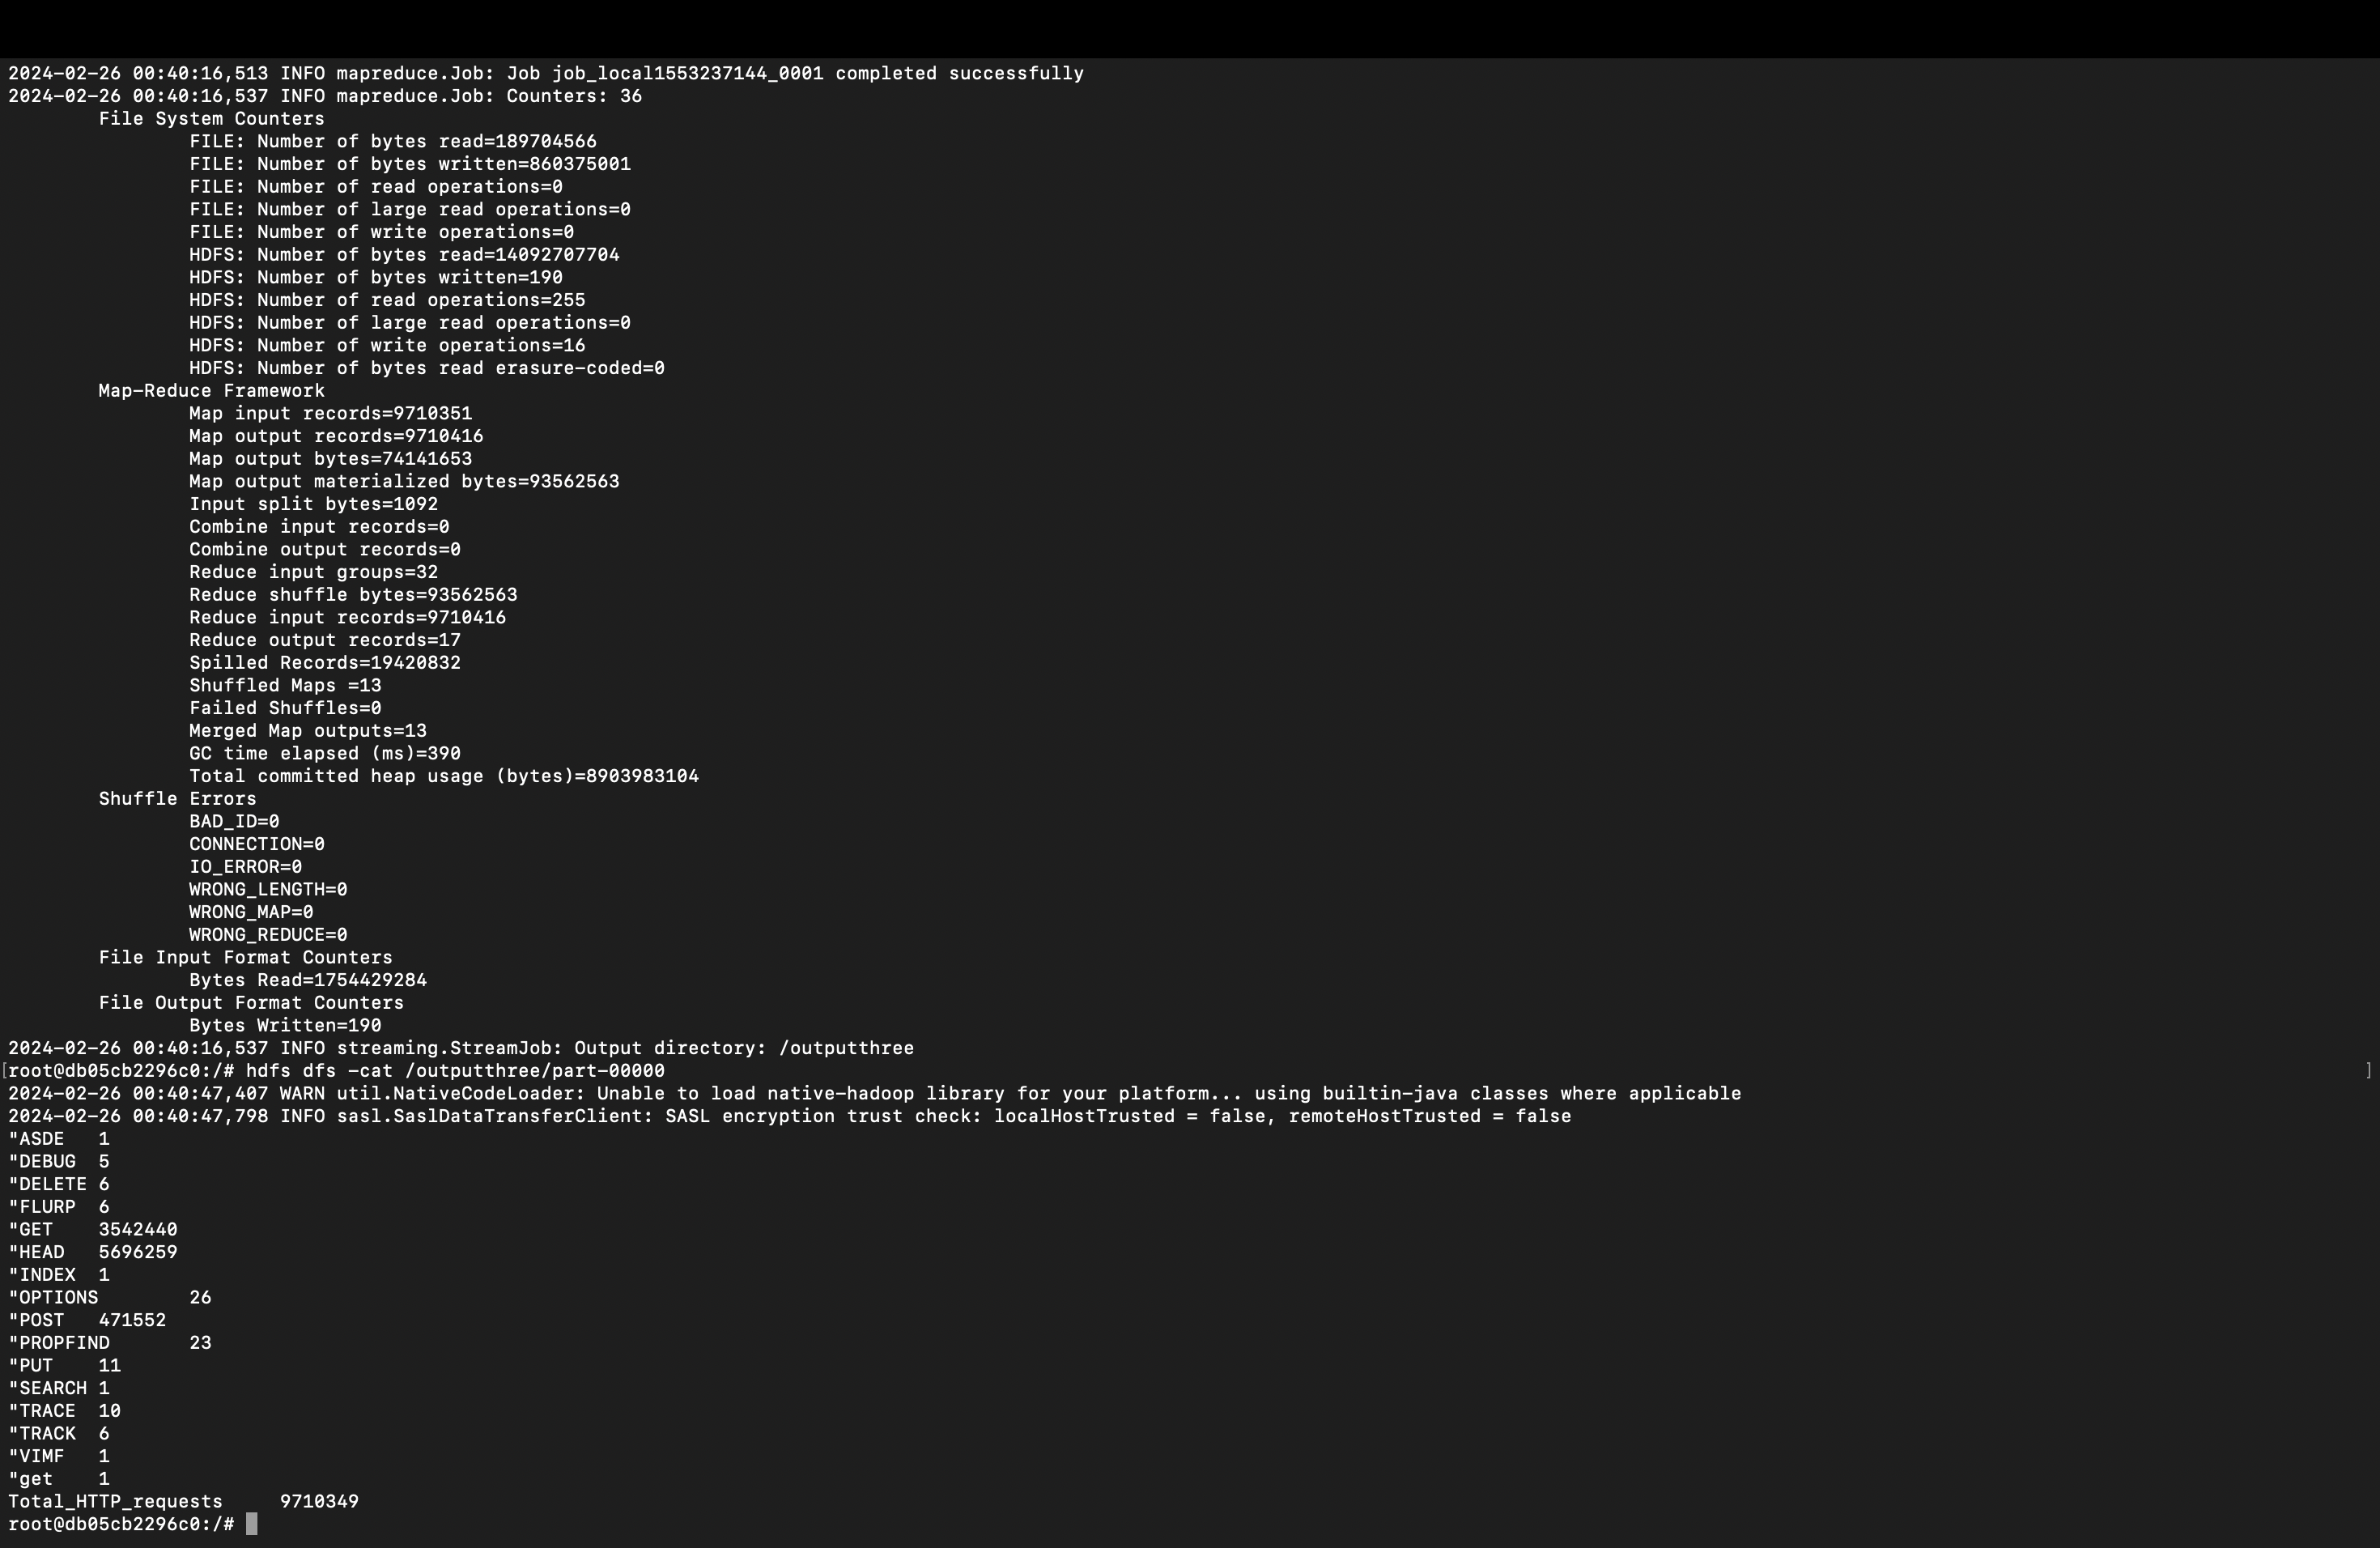 2024-02-26 00:40:16,513 INFO mapreduce.Job: Job job_local1553237144_0001 completed successfully
2024-02-26 00:40:16,537 INFO mapreduce.Job: Counters: 36
File System Counters
FILE: Number of bytes read=189704566
FILE: Number of bytes written=860375001
FILE: Number of read operations=0
FILE: Number of large read operations=0
FILE: Number of write operations=0
HDFS: Number of bytes read=14092707704
HDFS: Number of bytes written=190
HDFS: Number of read operations=255
HDFS: Number of large read operations=0
HDFS: Number of write operations=16
HDFS: Number of bytes read erasure-coded=0
Map-Reduce Framework
Map input records=9710351
Map output records=9710416
Map output bytes=74141653
Map output materialized bytes=93562563
Input split bytes=1092
Combine input records=0
Combine output records=0
Reduce input groups=32
Reduce shuffle bytes=93562563
Reduce input records=9710416
Reduce output records=17
Spilled Records=19420832
Shuffled Maps =13
Failed Shuffles=0
Merged Map outputs=13
GC time elapsed (ms)=390
Total committed heap usage (bytes)=8903983104
Shuffle Errors
BAD_ID=0
CONNECTION=0
IO_ERROR=0
WRONG_LENGTH=0
WRONG_MAP=0
WRONG_REDUCE=0
File Input Format Counters
Bytes Read=1754429284
File Output Format Counters
Bytes Written=190
2024-02-26 00:40:16,537 INFO streaming.StreamJob: Output directory: /outputthree
[root@db05cb2296c0:/# hdfs dfs -cat /outputthree/part-00000 ]
2024-02-26 00:40:47,407 WARN util.NativeCodeLoader: Unable to load native-hadoop library for your platform... using builtin-java classes where applicable
2024-02-26 00:40:47,798 INFO sasl.SaslDataTransferClient: SASL encryption trust check: localHostTrusted = false, remoteHostTrusted = false
"ASDE 1
"DEBUG 5
"DELETE 6
"FLURP 6
"GET 3542440
"HEAD 5696259
"INDEX 1
"OPTIONS 26
"POST 471552
"PROPFIND 23
"PUT 11
"SEARCH 1
"TRACE 10
"TRACK 6
"VIMF 1
"get 1
Total_HTTP_requests 9710349
root@db05cb2296c0:/#